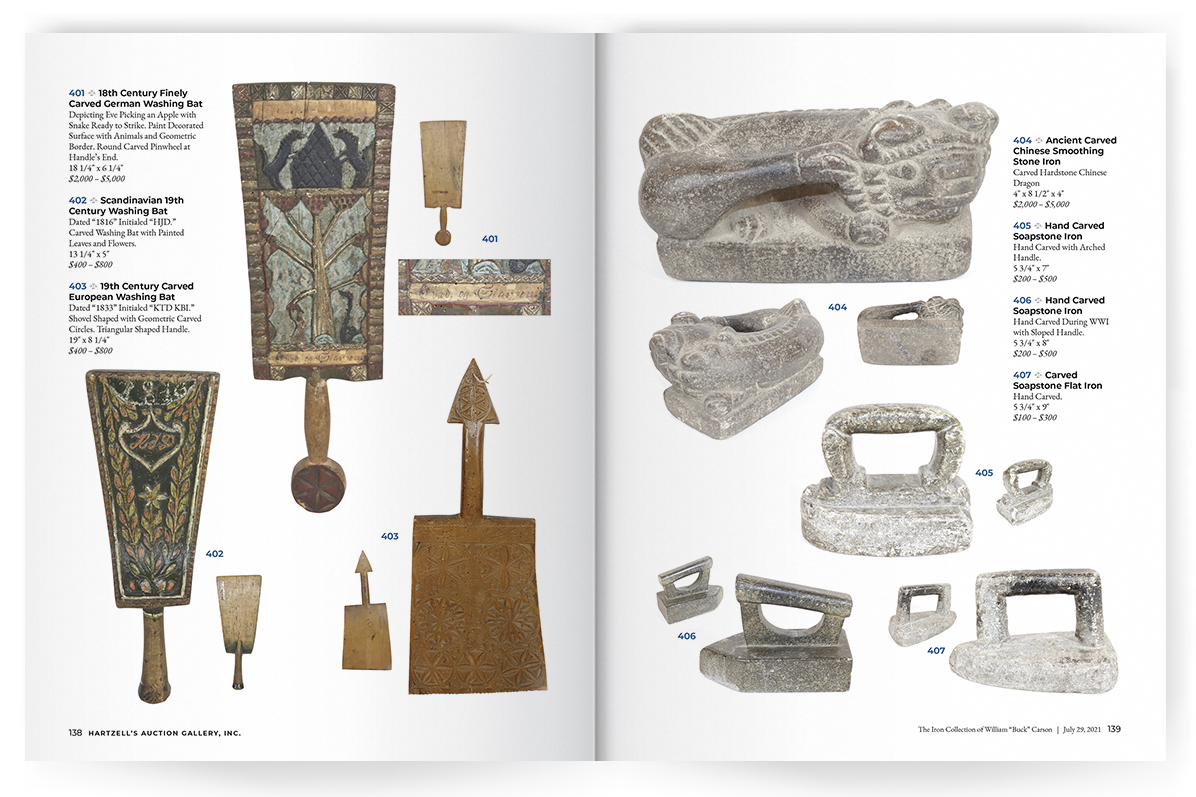 401 ✣ 18th Century Finely
Carved German Washing Bat
Depicting Eve Picking an Apple with
Snake Ready to Strike. Paint Decorated
Surface with Animals and Geometric
Border. Round Carved Pinwheel at
Handle's End.
18 1/4" x 6 1/4"
$2,000 – $5,000
402 ✣ Scandinavian 19th
Century Washing Bat
Dated "1816" Initialed "HJD."
Carved Washing Bat with Painted
Leaves and Flowers.
13 1/4" x 5"
$400 – $800
403 ✣ 19th Century Carved
European Washing Bat
Dated "1833" Initialed "KTD KBI."
Shovel Shaped with Geometric Carved
Circles. Triangular Shaped Handle.
19" x 8 1/4"
$400 – $800
401
HJD
402
403
138 HARTZELL'S AUCTION GALLERY, INC.
404 ✣ Ancient Carved
Chinese Smoothing
Stone Iron
Carved Hardstone Chinese
Dragon
4" x 8 1/2" x 4"
$2,000 – $5,000
405 ✣ Hand Carved
Soapstone Iron
Hand Carved with Arched
Handle.
5 3/4" x 7"
$200 – $500
406 ✣ Hand Carved
Soapstone Iron
Hand Carved During WWI
with Sloped Handle.
5 3/4" x 8"
$200 – $500
407 ✣ Carved
Soapstone Flat Iron
Hand Carved.
5 3/4" x 9"
$100 – $300
404
405
406
407
The Iron Collection of William "Buck" Carson | July 29, 2021 139